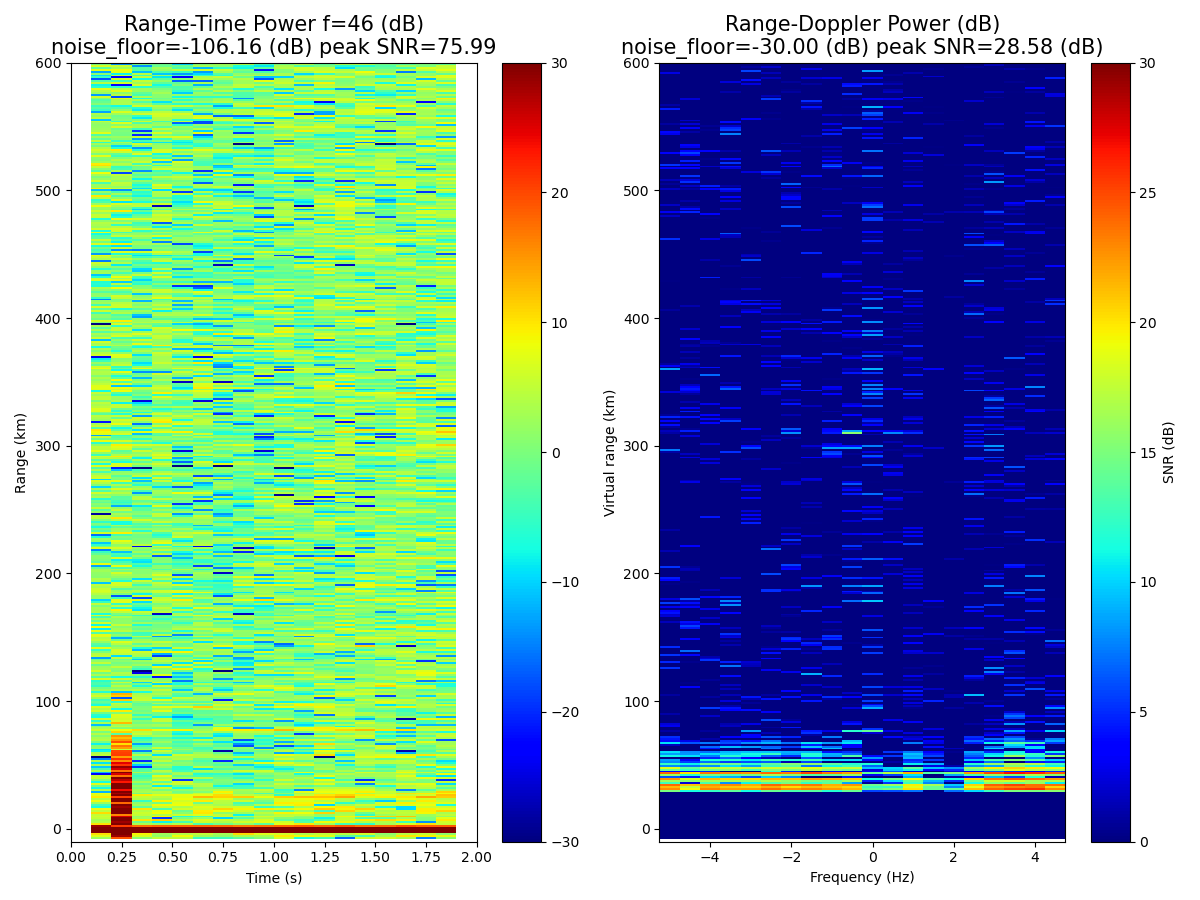 Range-Time Power f=46 (dB)
noise_floor=-106.16 (dB) peak SNR=75.99
600
500
400
300
200
100
0
Range (km)
0.00 0.25 0.50 0.75 1.00 1.25 1.50 1.75 2.00
Time (s)
30
20
10
0
−10
−20
−30
Range-Doppler Power (dB)
noise_floor=-30.00 (dB) peak SNR=28.58 (dB)
600
500
400
300
200
100
0
Virtual range (km)
−4 −2 0 2 4
Frequency (Hz)
30
25
20
15
10
5
0
SNR (dB)